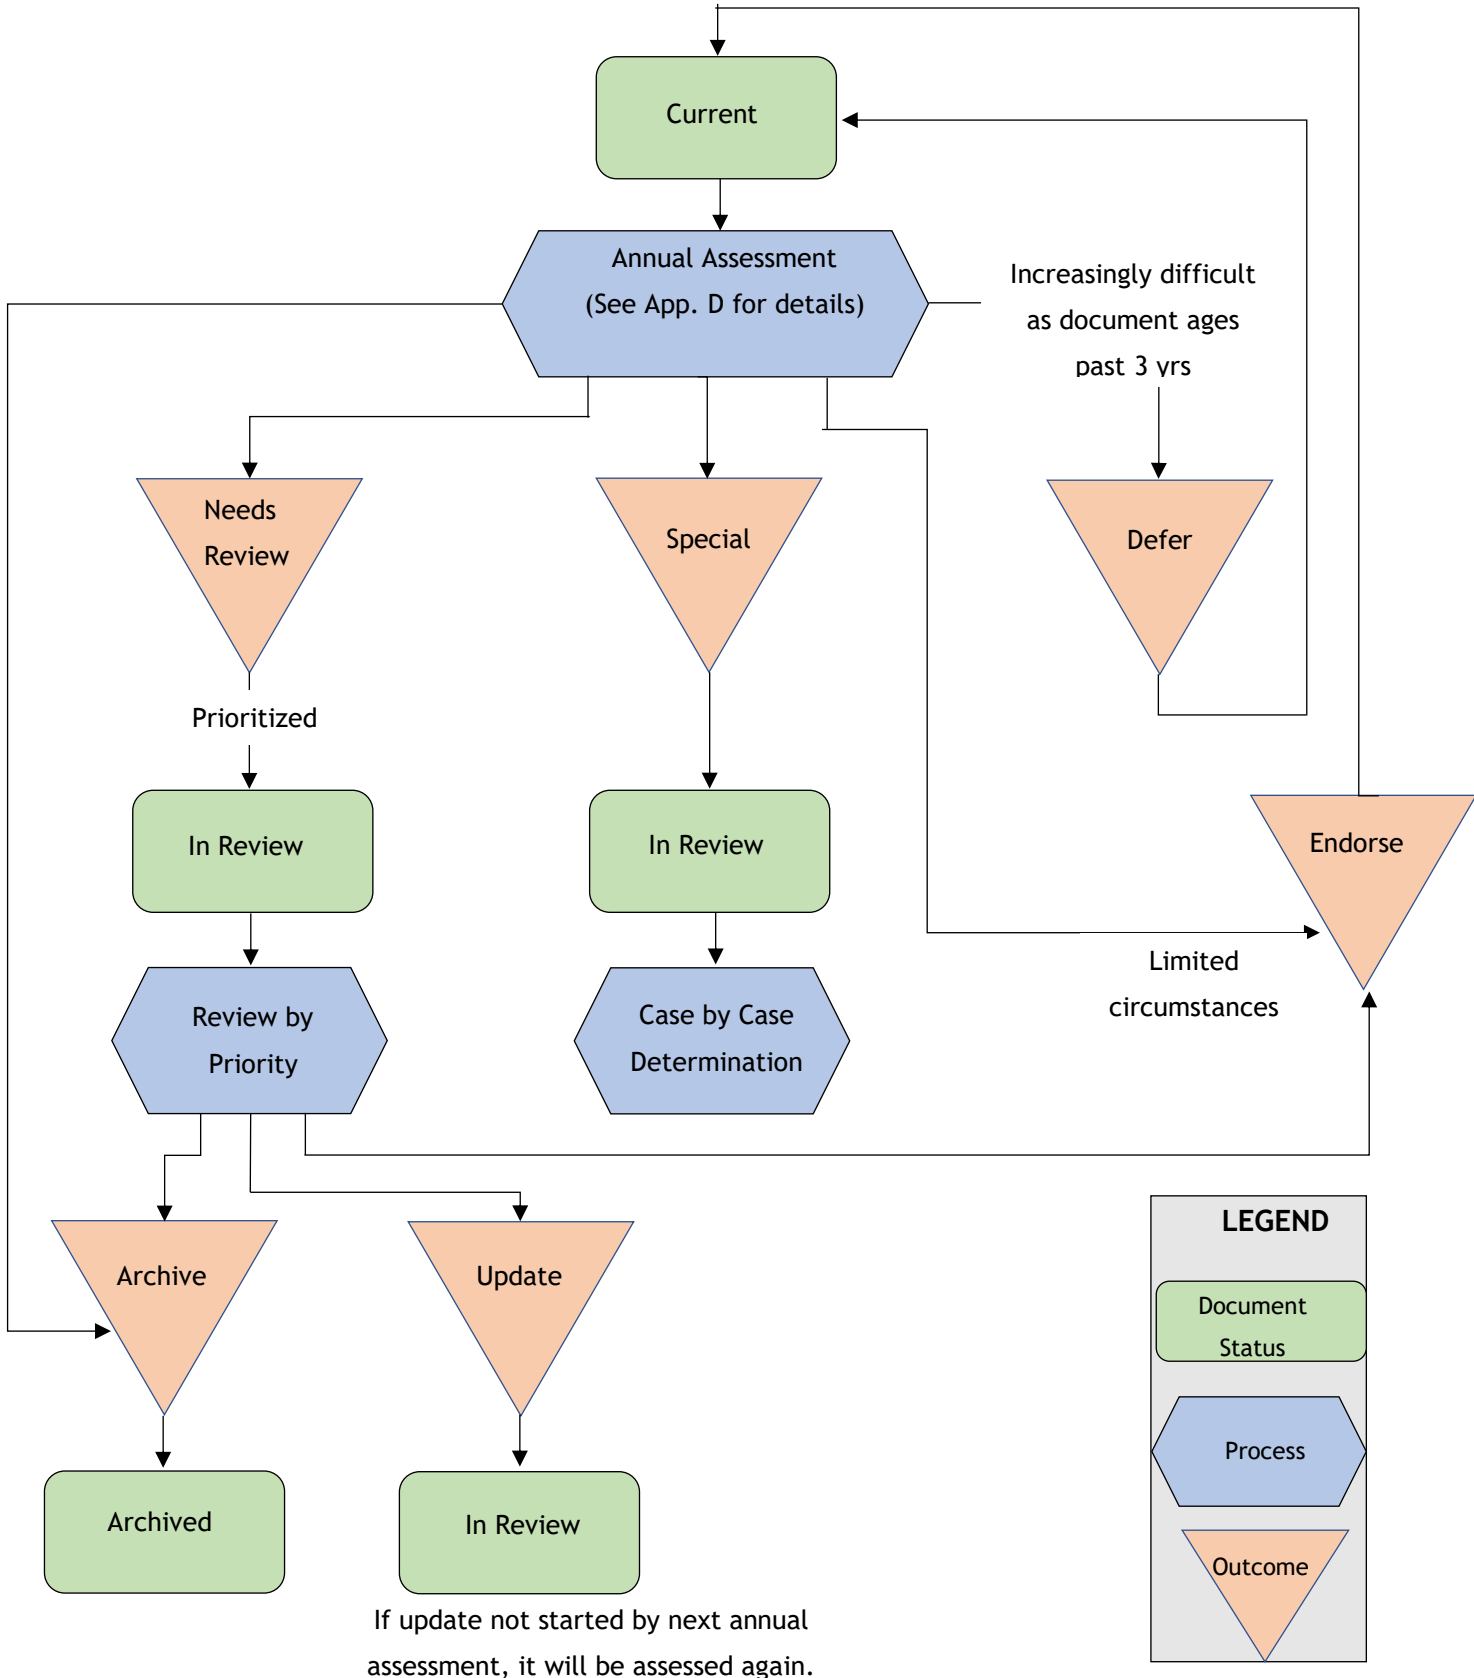 Current
Annual Assessment
(See App. D for details)
Increasingly difficult
as document ages
past 3 yrs
Needs
Review
Special
Defer
Prioritized
In Review
In Review
Endorse
Limited
circumstances
Review by
Priority
Case by Case
Determination
Archive
Update
LEGEND
Document
Status
Process
Outcome
Archived
In Review
If update not started by next annual
assessment, it will be assessed again.